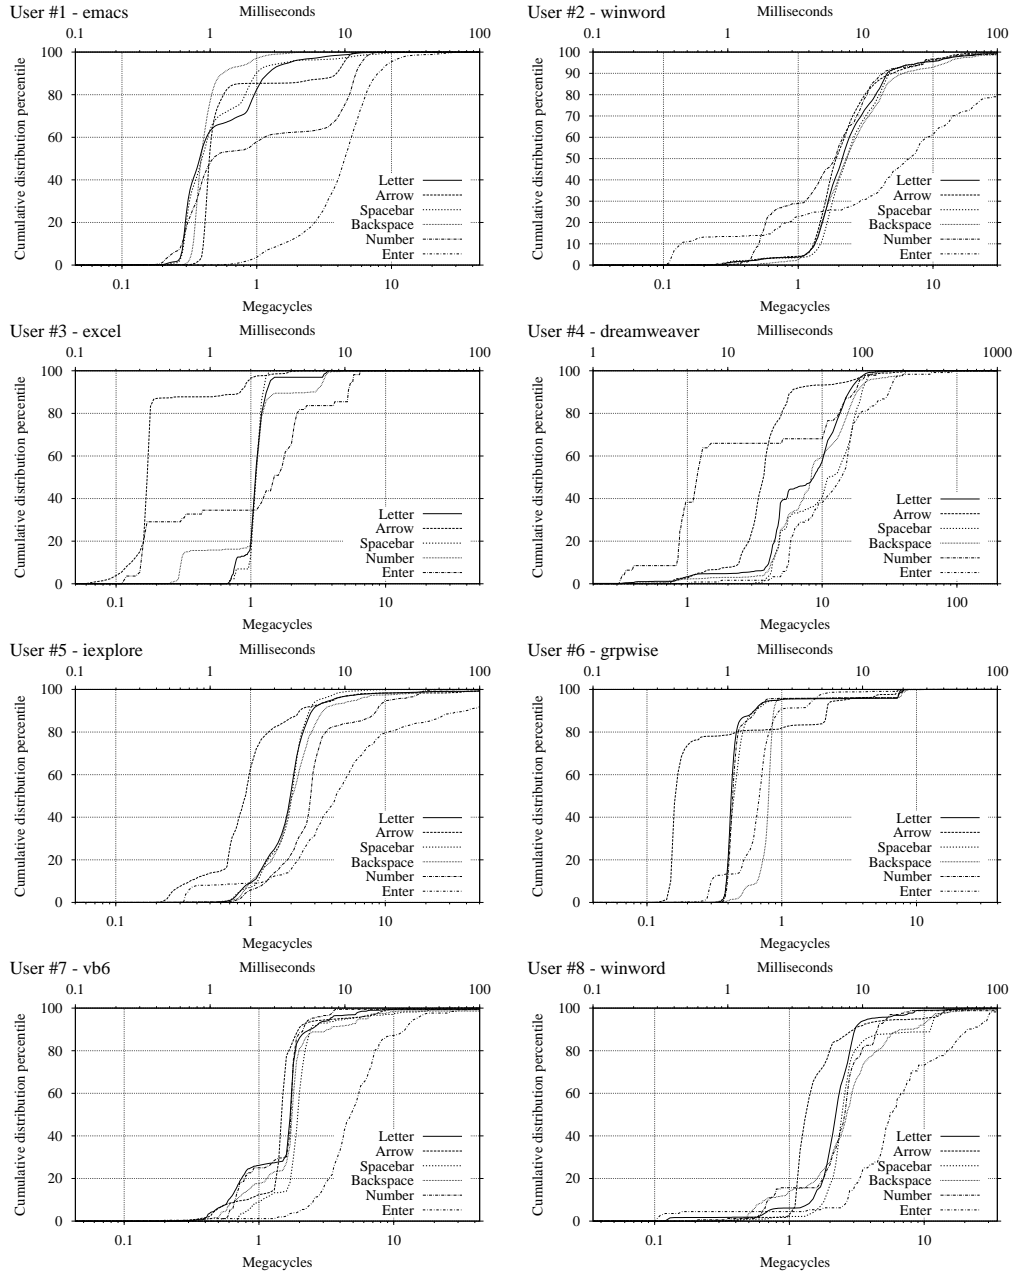 User #1 - emacs
Milliseconds
0.1 1 10 100
Cumulative distribution percentile
100
80
60
40
20
0
Letter
Arrow
Spacebar
Backspace
Number
Enter
0.1 1 10
Megacycles
User #2 - winword
Milliseconds
0.1 1 10 100
Cumulative distribution percentile
100
90
80
70
60
50
40
30
20
10
0
Letter
Arrow
Spacebar
Backspace
Number
Enter
0.1 1 10
Megacycles
User #3 - excel
Milliseconds
0.1 1 10 100
Cumulative distribution percentile
100
80
60
40
20
0
Letter
Arrow
Spacebar
Number
Enter
0.1 1 10
Megacycles
User #4 - dreamweaver
Milliseconds
1 10 100 1000
Cumulative distribution percentile
100
80
60
40
20
0
Letter
Arrow
Spacebar
Backspace
Number
Enter
1 10 100
Megacycles
User #5 - iexplore
Milliseconds
0.1 1 10 100
Cumulative distribution percentile
100
80
60
40
20
0
Letter
Arrow
Spacebar
Backspace
Number
Enter
0.1 1 10
Megacycles
User #6 - grpwise
Milliseconds
0.1 1 10 100
Cumulative distribution percentile
100
80
60
40
20
0
Letter
Arrow
Spacebar
Backspace
Number
Enter
0.1 1 10
Megacycles
User #7 - vb6
Milliseconds
0.1 1 10 100
Cumulative distribution percentile
100
80
60
40
20
0
Letter
Arrow
Spacebar
Backspace
Number
Enter
0.1 1 10
Megacycles
User #8 - winword
Milliseconds
0.1 1 10 100
Cumulative distribution percentile
100
80
60
40
20
0
Letter
Arrow
Spacebar
Backspace
Number
Enter
0.1 1 10
Megacycles